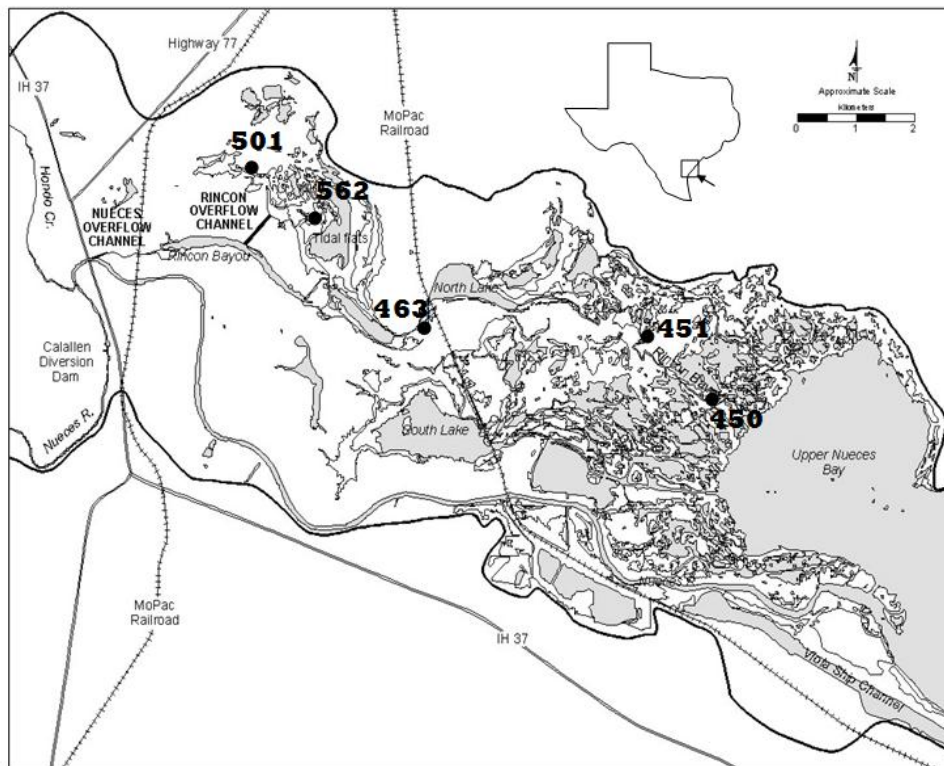 Highway 77
IH 37
MoPac
Railroad
N
Approximate Scale
Kilometers
0 1 2
501
562
Hondo Cr.
NUECES
OVERFLOW
CHANNEL
RINCON
OVERFLOW
CHANNEL
Tidal flats
Rincon Bayou
North Lake
463
451
450
Calallen
Diversion
Dam
Nueces R.
South Lake
Upper Nueces
Bay
MoPac
Railroad
IH 37
Viola Ship Channel